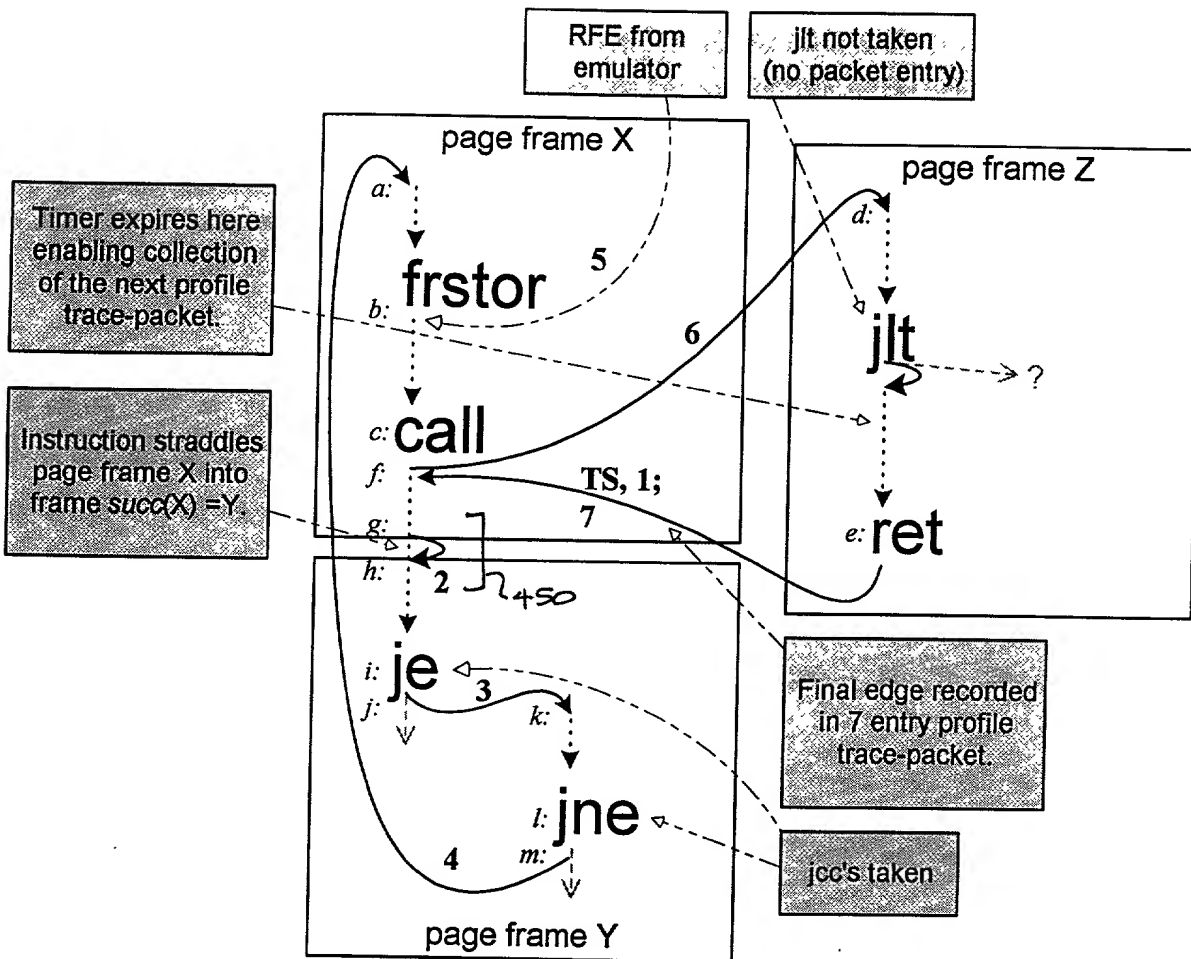 RFE from
emulator
jlt not taken
(no packet entry)
page frame X
page frame Z
a:
d:
Timer expires here
enabling collection
of the next profile
trace-packet.
5
frstor
b:
6
jlt
?
c: call
Instruction straddles
page frame X into
frame succ(X) =Y.
f:
TS, 1;
7
g:
e: ret
h:
2
450
i: je
3
j:
k:
Final edge recorded
in 7 entry profile
trace-packet.
l: jne
4
m:
jcc's taken
page frame Y